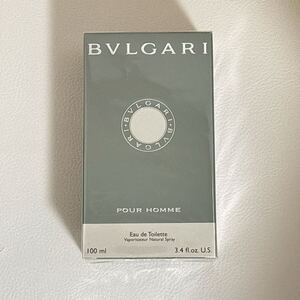 BVLGARI
BVLGARI•BVLGARI•
POUR HOMME
Eau de Toilette
Vaporisateur Natural Spray
100 ml 3.4 fl.oz. U.S.